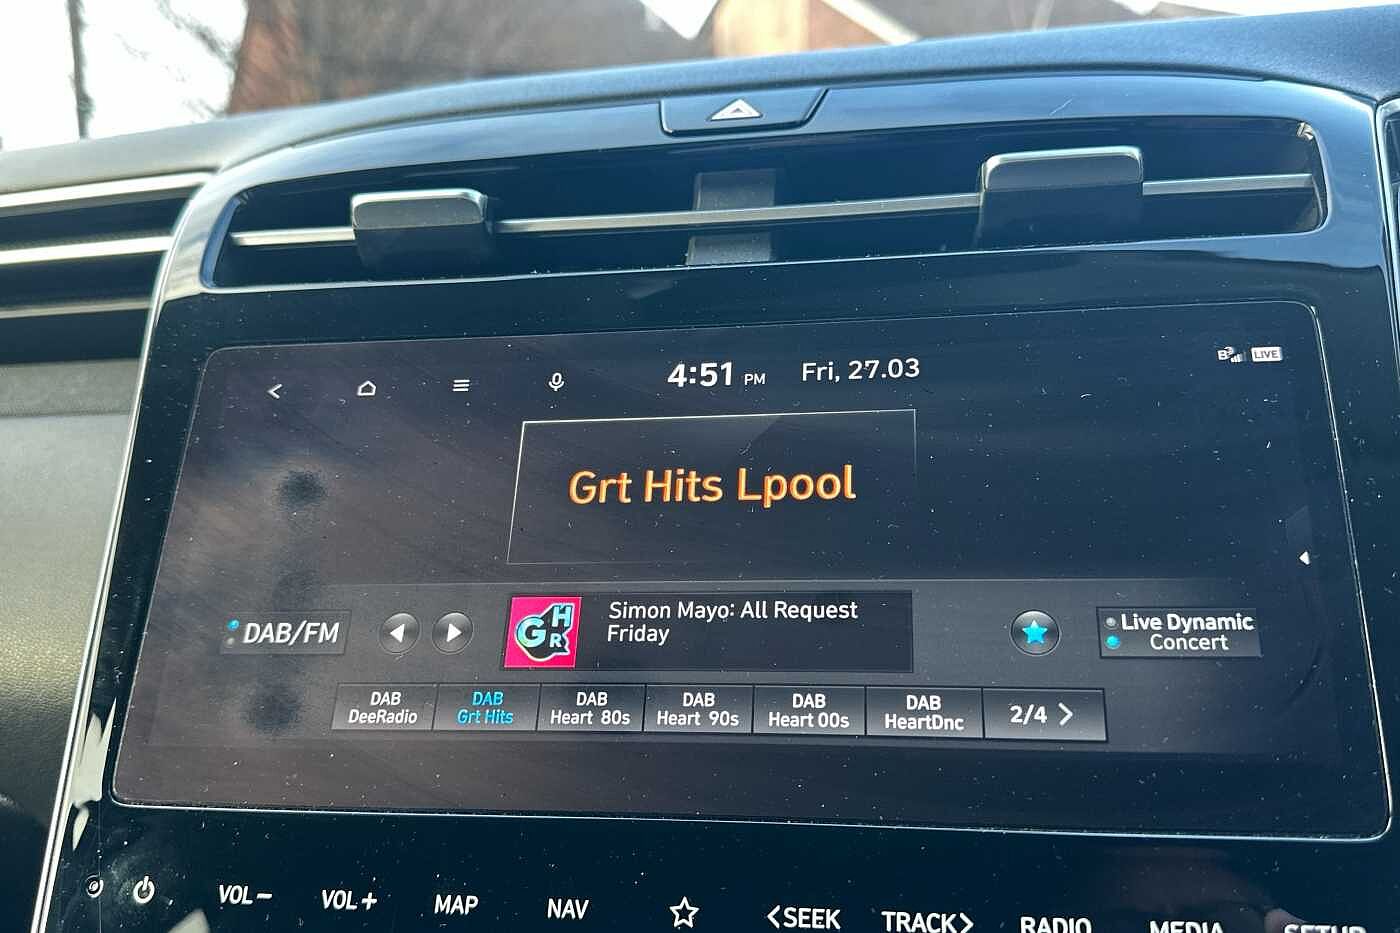 4:51 PM Fri, 27.03
LIVE
Grt Hits Lpool
DAB/FM
GHR
Simon Mayo: All Request
Friday
Live Dynamic
Concert
DAB
DeeRadio
DAB
Grt Hits
DAB
Heart 80s
DAB
Heart 90s
DAB
Heart 00s
DAB
HeartDnc
2/4
VOL− VOL+ MAP NAV <SEEK TRACK> RADIO MEDIA SETUP